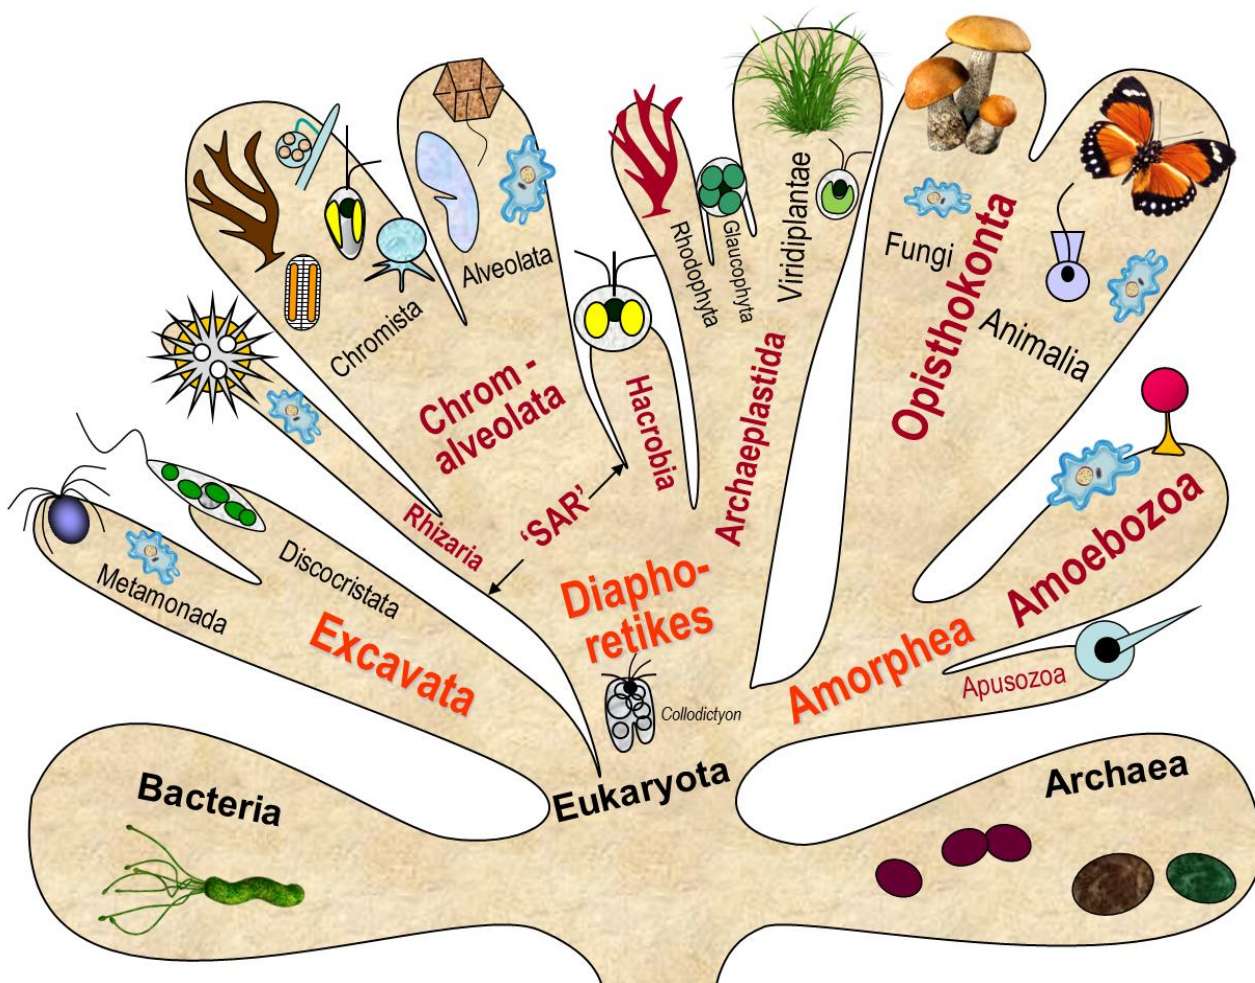 Viridiplantae
Glaucophyta
Rhodophyta
Alveolata
Chromista
Fungi
Opisthokonta
Animalia
Chrom -
alveolata
Hacrobia
Archaeplastida
'SAR'
Rhizaria
Amoebozoa
Metamonada
Discocristata
Excavata
Diapho-
retikes
Amorphea
Apusozoa
Collodictyon
Bacteria
Eukaryota
Archaea